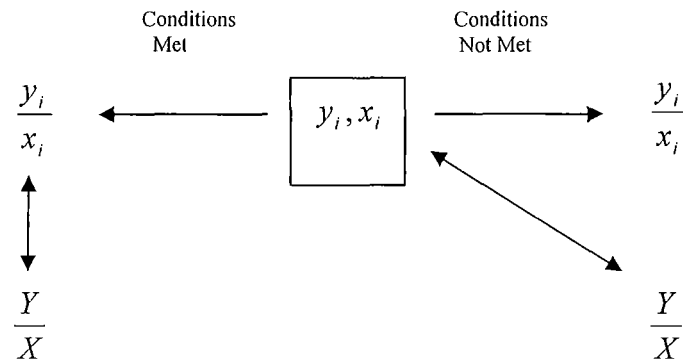 Conditions
Met
Conditions
Not Met
y_i
x_i
y_i , x_i
y_i
x_i
Y
X
Y
X